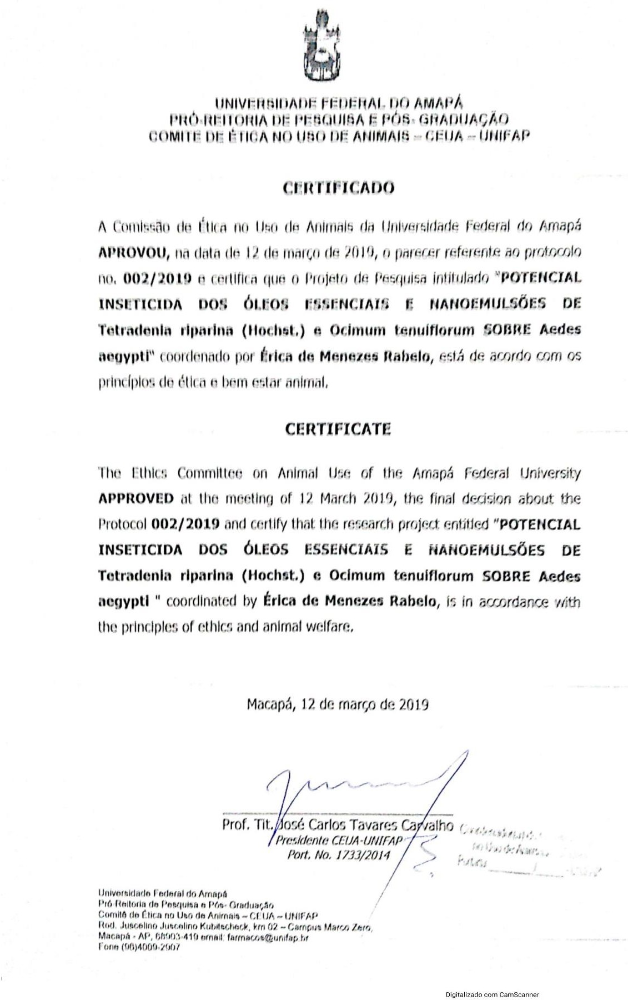 UNIVERSIDADE FEDERAL DO AMAPÁ
PRÓ-REITORIA DE PESQUISA E PÓS- GRADUAÇÃO
COMITE DE ÉTICA NO USO DE ANIMAIS – CEUA – UNIFAP
CERTIFICADO
A Comissão de Ética no Uso de Animais da Universidade Federal do Amapá
APROVOU, na data de 12 de março de 2019, o parecer referente ao protocolo
no. 002/2019 e certifica que o Projeto de Pesquisa intitulado "POTENCIAL
INSETICIDA DOS ÓLEOS ESSENCIAIS E NANOEMULSÕES DE
Tetradenia riparina (Hochst.) e Ocimum tenuiflorum SOBRE Aedes
aegypti" coordenado por Érica de Menezes Rabelo, está de acordo com os
princípios de ética e bem estar animal.
CERTIFICATE
The Ethics Committee on Animal Use of the Amapá Federal University
APPROVED at the meeting of 12 March 2019, the final decision about the
Protocol 002/2019 and certify that the research project entitled "POTENCIAL
INSETICIDA DOS ÓLEOS ESSENCIAIS E NANOEMULSÕES DE
Tetradenia riparina (Hochst.) e Ocimum tenuiflorum SOBRE Aedes
aegypti " coordinated by Érica de Menezes Rabelo, is in accordance with
the principles of ethics and animal welfare.
Macapá, 12 de março de 2019
Prof. Tit. José Carlos Tavares Carvalho
Presidente CEUA-UNIFAP
Port. No. 1733/2014
no Uso de Animais
Universidade Federal do Amapá
Pró-Reitoria de Pesquisa e Pós- Graduação
Comitê de Ética no Uso de Animais – CEUA – UNIFAP
Rod. Juscelino Juscelino Kubitscheck, km 02 – Campus Marco Zero,
Macapá - AP, 68903-419 email: farmacos@unifap.br
Fone (96)4009-2907
Digitalizado com CamScanner